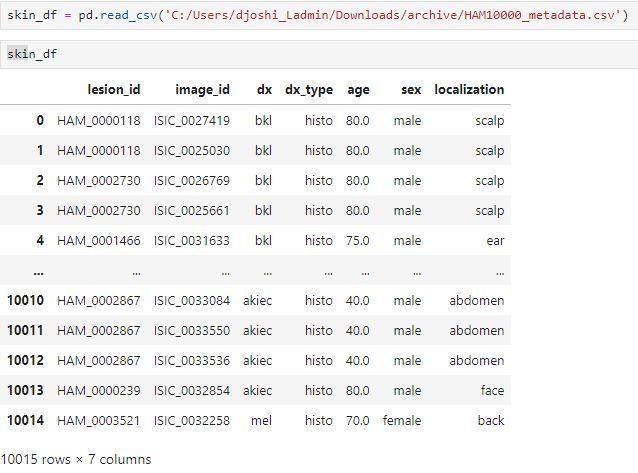 skin_df = pd.read_csv('C:/Users/djoshi_Ladmin/Downloads/archive/HAM10000_metadata.csv')
skin_df
lesion_id image_id dx dx_type age sex localization
0 HAM_0000118 ISIC_0027419 bkl histo 80.0 male scalp
1 HAM_0000118 ISIC_0025030 bkl histo 80.0 male scalp
2 HAM_0002730 ISIC_0026769 bkl histo 80.0 male scalp
3 HAM_0002730 ISIC_0025661 bkl histo 80.0 male scalp
4 HAM_0001466 ISIC_0031633 bkl histo 75.0 male ear
... ... ... ... ... ... ... ...
10010 HAM_0002867 ISIC_0033084 akiec histo 40.0 male abdomen
10011 HAM_0002867 ISIC_0033550 akiec histo 40.0 male abdomen
10012 HAM_0002867 ISIC_0033536 akiec histo 40.0 male abdomen
10013 HAM_0000239 ISIC_0032854 akiec histo 80.0 male face
10014 HAM_0003521 ISIC_0032258 mel histo 70.0 female back
10015 rows × 7 columns